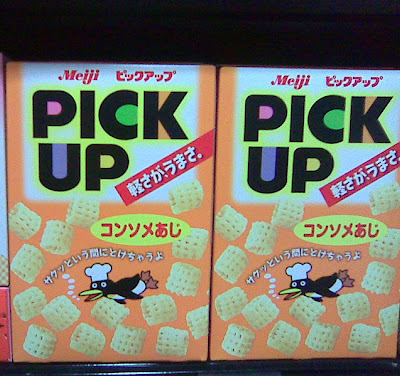 Meiji ピックアップ
PICK
UP
軽さが、うまさ。
コンソメあじ
サクッという間にとけちゃうよ
Meiji ピックアップ
PICK
UP
軽さが、うまさ。
コンソメあじ
サクッという間にとけちゃうよ